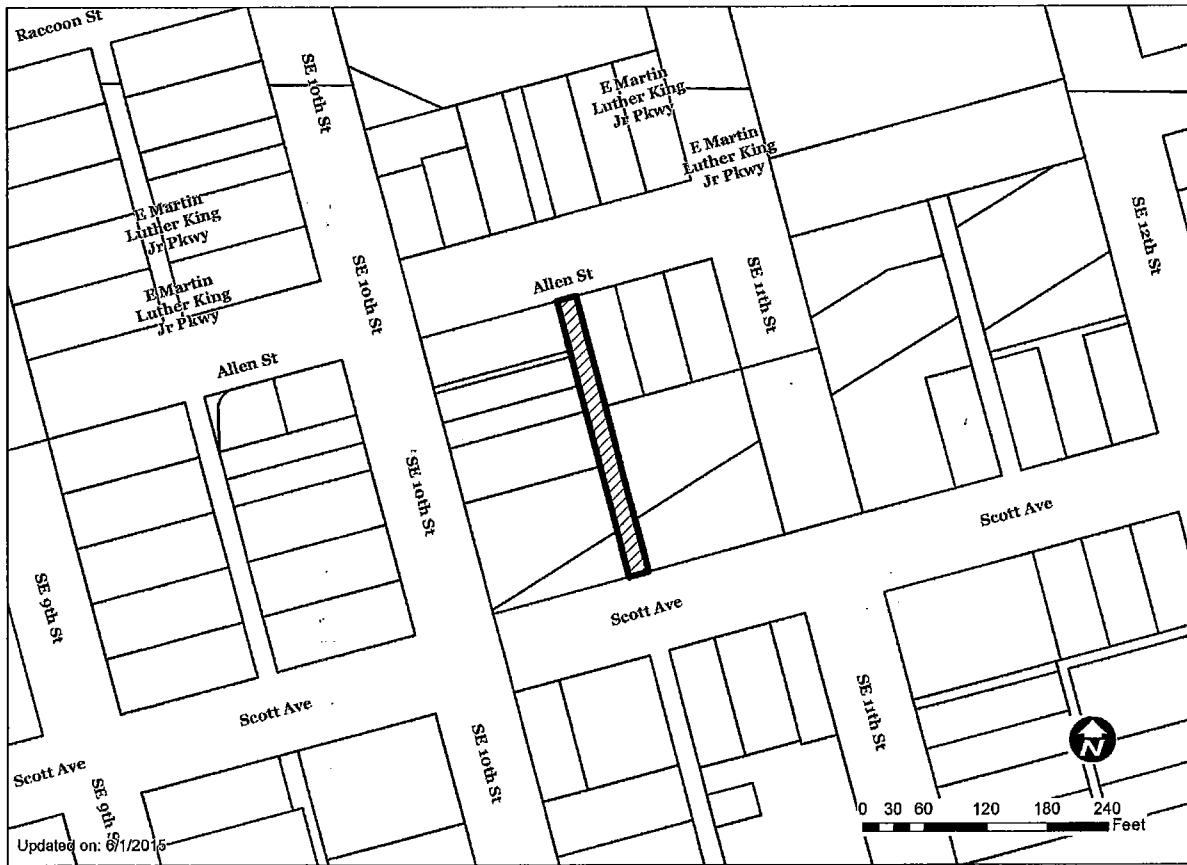 Raccoon St
SE 10th St
E Martin
Luther King
Jr Pkwy
E Martin
Luther King
Jr Pkwy
E Martin
Luther King
Jr Pkwy
E Martin
Luther King
Jr Pkwy
SE 10th St
Allen St
SE 11th St
SE 12th St
Allen St
SE 10th St
Scott Ave
SE 9th St
Scott Ave
Scott Ave
SE 11th St
SE 10th St
Scott Ave
SE 9th S
N
0 30 60 120 180 240
Feet
Updated on: 6/1/2015